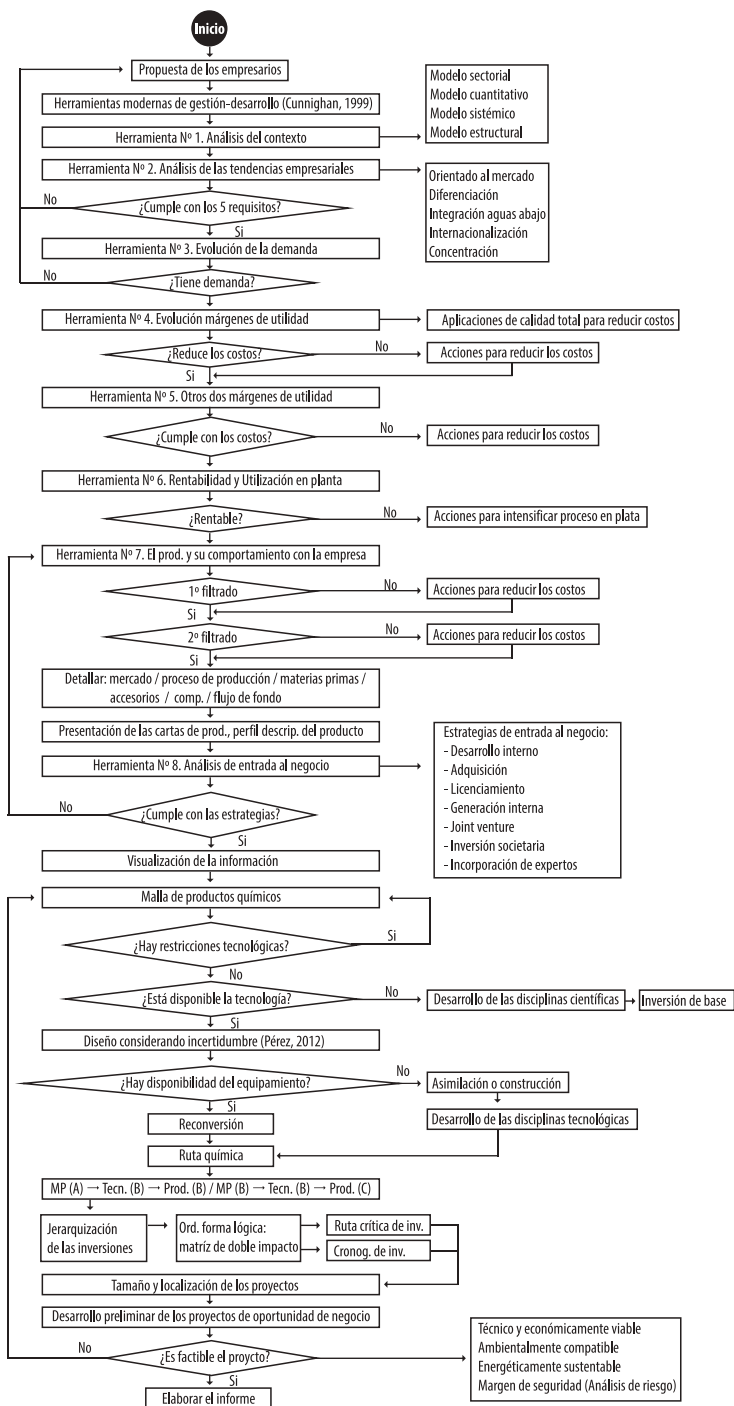 Inicio
Propuesta de los empresarios
Herramientas modernas de gestión-desarrollo (Cunnighan, 1999)
Herramienta Nº 1. Análisis del contexto
Modelo sectorial
Modelo cuantitativo
Modelo sistémico
Modelo estructural
Herramienta Nº 2. Análisis de las tendencias empresariales
Orientado al mercado
Diferenciación
Integración aguas abajo
Internacionalización
Concentración
No
¿Cumple con los 5 requisitos?
Si
Herramienta Nº 3. Evolución de la demanda
No
¿Tiene demanda?
Herramienta Nº 4. Evolución márgenes de utilidad
Aplicaciones de calidad total para reducir costos
¿Reduce los costos?
No
Acciones para reducir los costos
Si
Herramienta Nº 5. Otros dos márgenes de utilidad
¿Cumple con los costos?
No
Acciones para reducir los costos
Herramienta Nº 6. Rentabilidad y Utilización en planta
¿Rentable?
No
Acciones para intensificar proceso en plata
Herramienta Nº 7. El prod. y su comportamiento con la empresa
1º filtrado
No
Acciones para reducir los costos
Si
2º filtrado
No
Acciones para reducir los costos
Si
Detallar: mercado / proceso de producción / materias primas /
accesorios / comp. / flujo de fondo
Presentación de las cartas de prod., perfil descrip. del producto
Herramienta Nº 8. Análisis de entrada al negocio
Estrategias de entrada al negocio:
- Desarrollo interno
- Adquisición
- Licenciamiento
- Generación interna
- Joint venture
- Inversión societaria
- Incorporación de expertos
No
¿Cumple con las estrategias?
Si
Visualización de la información
Malla de productos químicos
¿Hay restricciones tecnológicas?
Si
No
¿Está disponible la tecnología?
No
Desarrollo de las disciplinas científicas
Inversión de base
Si
Diseño considerando incertidumbre (Pérez, 2012)
¿Hay disponibilidad del equipamiento?
No
Asimilación o construcción
Si
Reconversión
Desarrollo de las disciplinas tecnológicas
Ruta química
MP (A) → Tecn. (B) → Prod. (B) / MP (B) → Tecn. (B) → Prod. (C)
Jerarquización
de las inversiones
Ord. forma lógica:
matríz de doble impacto
Ruta crítica de inv.
Cronog. de inv.
Tamaño y localización de los proyectos
Desarrollo preliminar de los proyectos de oportunidad de negocio
No
¿Es factible el proycto?
Técnico y económicamente viable
Ambientalmente compatible
Energéticamente sustentable
Margen de seguridad (Análisis de riesgo)
Si
Elaborar el informe